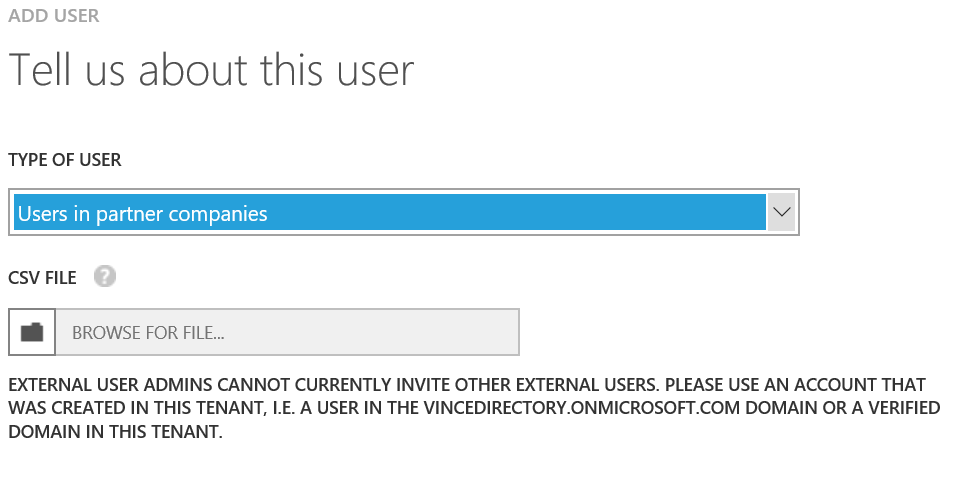 ADD USER
Tell us about this user
TYPE OF USER
Users in partner companies
CSV FILE ?
BROWSE FOR FILE...
EXTERNAL USER ADMINS CANNOT CURRENTLY INVITE OTHER EXTERNAL USERS. PLEASE USE AN ACCOUNT THAT
WAS CREATED IN THIS TENANT, I.E. A USER IN THE VINCEDIRECTORY.ONMICROSOFT.COM DOMAIN OR A VERIFIED
DOMAIN IN THIS TENANT.